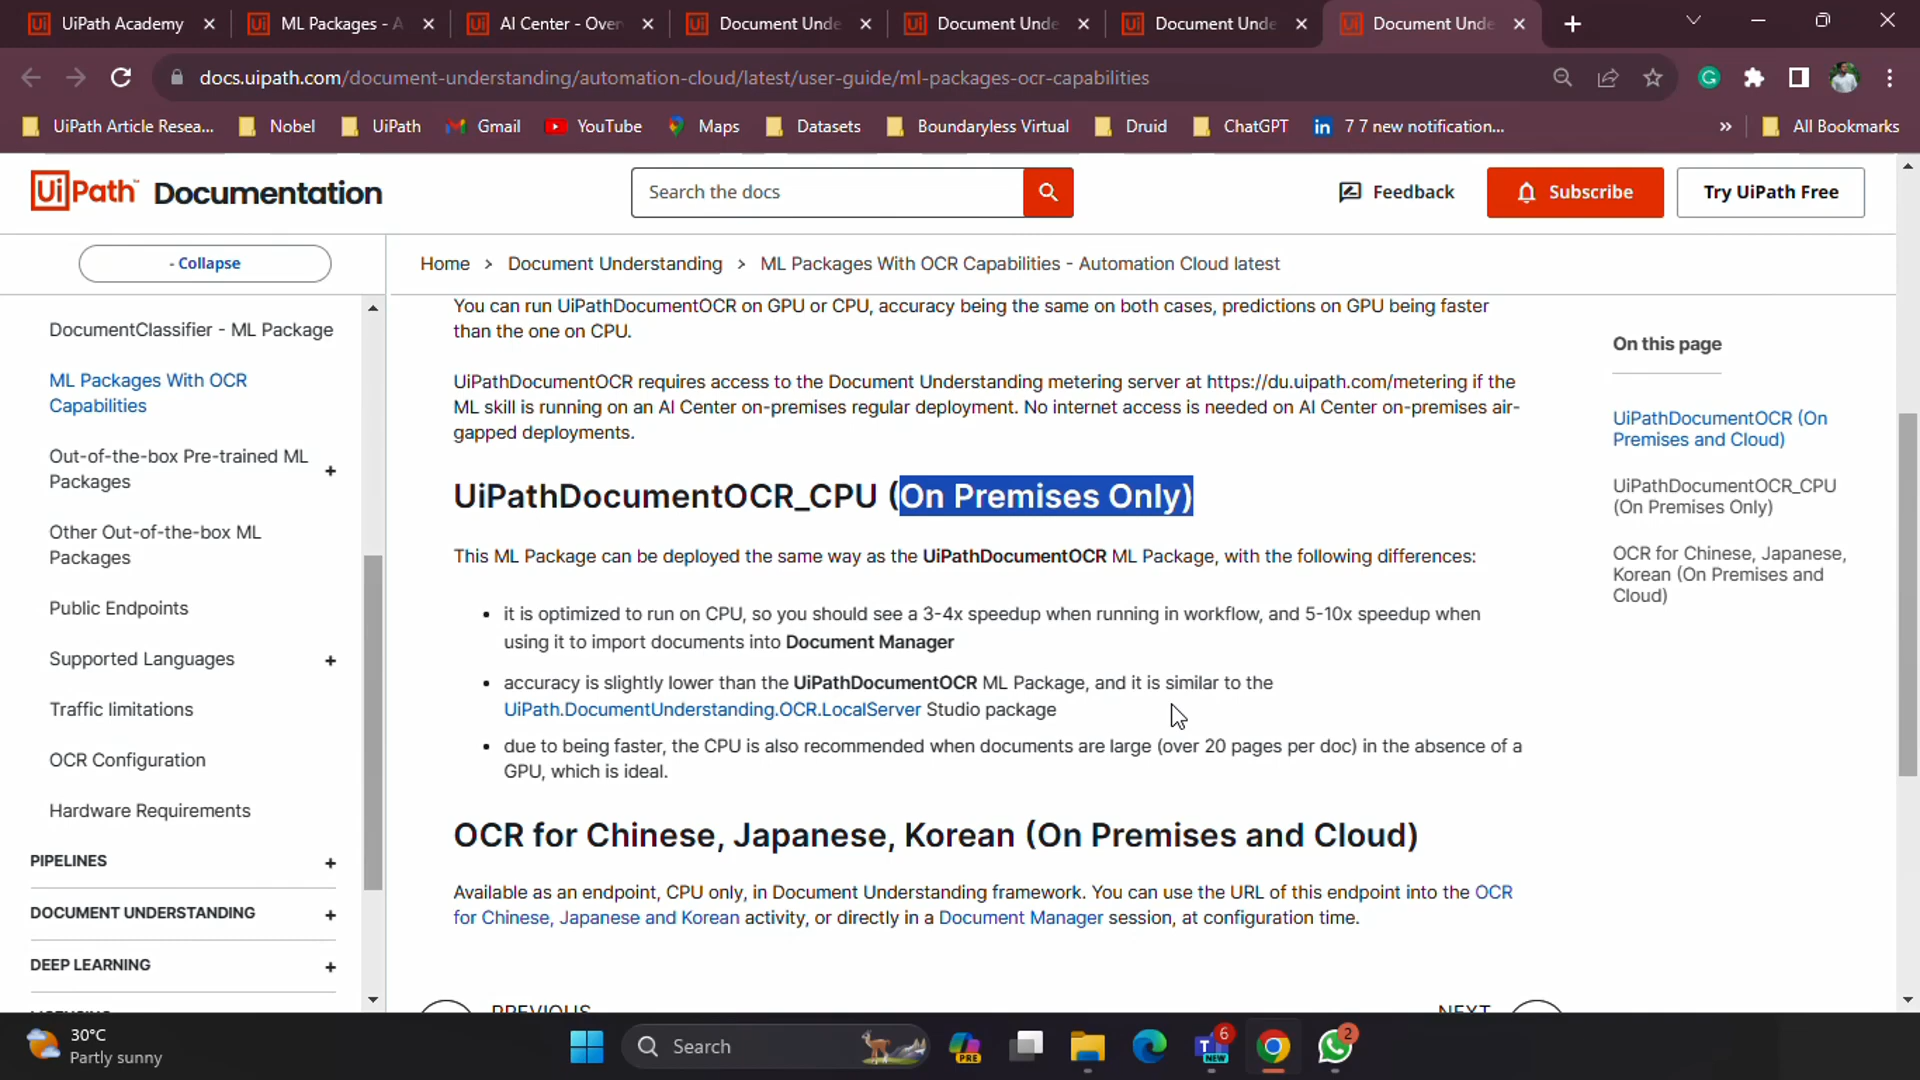 UiPath Academy
ML Packages - A
AI Center - Over
Document Unde
Document Unde
Document Unde
Document Unde
docs.uipath.com/document-understanding/automation-cloud/latest/user-guide/ml-packages-ocr-capabilities
UiPath Article Resea...
Nobel
UiPath
Gmail
YouTube
Maps
Datasets
Boundaryless Virtual
Druid
ChatGPT
7 7 new notification...
»
All Bookmarks
UiPath™ Documentation
Search the docs
Feedback
Subscribe
Try UiPath Free
- Collapse
Home > Document Understanding > ML Packages With OCR Capabilities - Automation Cloud latest
DocumentClassifier - ML Package
ML Packages With OCR
Capabilities
Out-of-the-box Pre-trained ML
Packages +
Other Out-of-the-box ML
Packages
Public Endpoints
Supported Languages +
Traffic limitations
OCR Configuration
Hardware Requirements
PIPELINES +
DOCUMENT UNDERSTANDING +
DEEP LEARNING +
You can run UiPathDocumentOCR on GPU or CPU, accuracy being the same on both cases, predictions on GPU being faster
than the one on CPU.
UiPathDocumentOCR requires access to the Document Understanding metering server at https://du.uipath.com/metering if the
ML skill is running on an AI Center on-premises regular deployment. No internet access is needed on AI Center on-premises air-
gapped deployments.
UiPathDocumentOCR_CPU (On Premises Only)
This ML Package can be deployed the same way as the UiPathDocumentOCR ML Package, with the following differences:
• it is optimized to run on CPU, so you should see a 3-4x speedup when running in workflow, and 5-10x speedup when
using it to import documents into Document Manager
• accuracy is slightly lower than the UiPathDocumentOCR ML Package, and it is similar to the
UiPath.DocumentUnderstanding.OCR.LocalServer Studio package
• due to being faster, the CPU is also recommended when documents are large (over 20 pages per doc) in the absence of a
GPU, which is ideal.
OCR for Chinese, Japanese, Korean (On Premises and Cloud)
Available as an endpoint, CPU only, in Document Understanding framework. You can use the URL of this endpoint into the OCR
for Chinese, Japanese and Korean activity, or directly in a Document Manager session, at configuration time.
PREVIOUS
NEXT
On this page
UiPathDocumentOCR (On
Premises and Cloud)
UiPathDocumentOCR_CPU
(On Premises Only)
OCR for Chinese, Japanese,
Korean (On Premises and
Cloud)
30°C
Partly sunny
Search
PRE
6
NEW
2